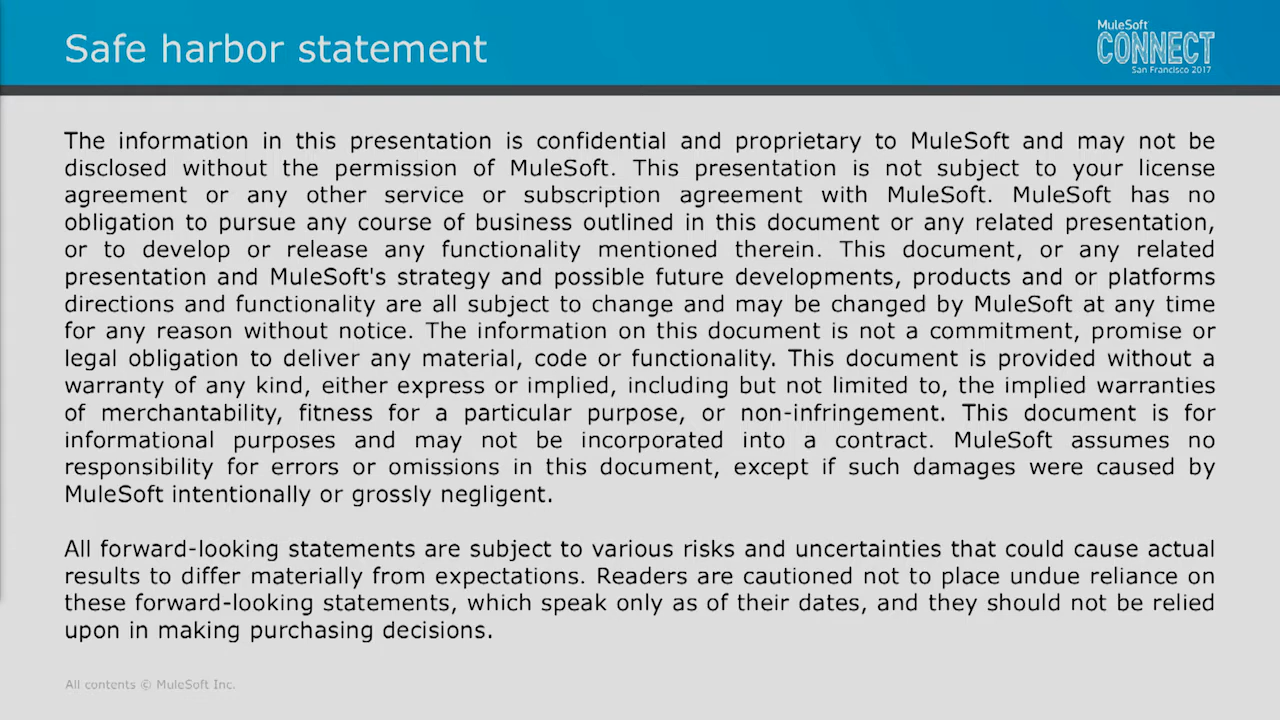 Safe harbor statement
MuleSoft
CONNECT
San Francisco 2017
The information in this presentation is confidential and proprietary to MuleSoft and may not be
disclosed without the permission of MuleSoft. This presentation is not subject to your license
agreement or any other service or subscription agreement with MuleSoft. MuleSoft has no
obligation to pursue any course of business outlined in this document or any related presentation,
or to develop or release any functionality mentioned therein. This document, or any related
presentation and MuleSoft's strategy and possible future developments, products and or platforms
directions and functionality are all subject to change and may be changed by MuleSoft at any time
for any reason without notice. The information on this document is not a commitment, promise or
legal obligation to deliver any material, code or functionality. This document is provided without a
warranty of any kind, either express or implied, including but not limited to, the implied warranties
of merchantability, fitness for a particular purpose, or non-infringement. This document is for
informational purposes and may not be incorporated into a contract. MuleSoft assumes no
responsibility for errors or omissions in this document, except if such damages were caused by
MuleSoft intentionally or grossly negligent.
All forward-looking statements are subject to various risks and uncertainties that could cause actual
results to differ materially from expectations. Readers are cautioned not to place undue reliance on
these forward-looking statements, which speak only as of their dates, and they should not be relied
upon in making purchasing decisions.
All contents © MuleSoft Inc.